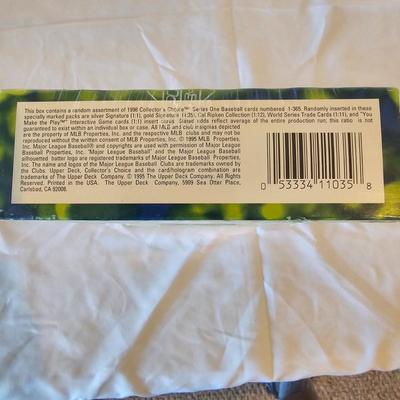 This box contains a random assortment of 1996 Collector's Choice™ Series One Baseball cards numbered 1-365. Randomly inserted in these
specially marked packs are silver Signature (1:1), gold Signature (1:35), Cal Ripken Collection (1:12), World Series Trade Cards (1:11), and "You
Make the Play™" Interactive Game cards (1:1) insert cards. Stated odds reflect average of the entire production run; this ratio is not
guaranteed to exist within an individual box or case. All MLB and club insignias depicted
are the property of MLB Properties, Inc. and the respective MLB clubs and may not be
reproduced without the written consent of MLB Properties, Inc. © 1995 MLB Properties,
Inc. Major League Baseball® and copyrights are used with permission of Major League
Baseball Properties, Inc. "Major League Baseball" and the Major League Baseball
silhouetted batter logo are registered trademarks of Major League Baseball Properties,
Inc. The name and logos of the Major League Baseball Clubs are trademarks owned by
the Clubs. Upper Deck, Collector's Choice and the card/hologram combination are
trademarks of The Upper Deck Company. © 1995 The Upper Deck Company. All Rights
Reserved. Printed in the USA. The Upper Deck Company, 5909 Sea Otter Place,
Carlsbad, CA 92008.
0 53334 11035 8